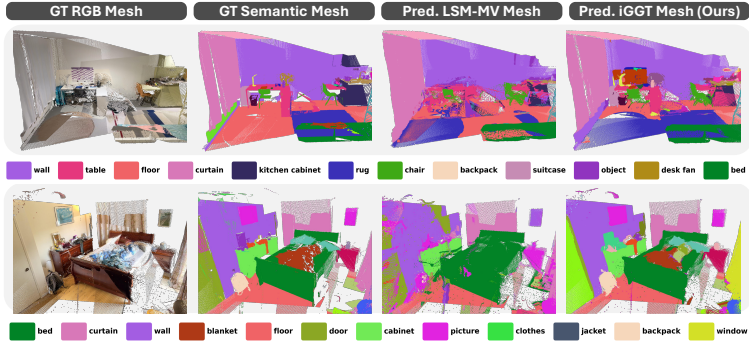 GT RGB Mesh GT Semantic Mesh Pred. LSM-MV Mesh Pred. iGGT Mesh (Ours)
wall table floor curtain kitchen cabinet rug chair backpack suitcase object desk fan bed
bed curtain wall blanket floor door cabinet picture clothes jacket backpack window